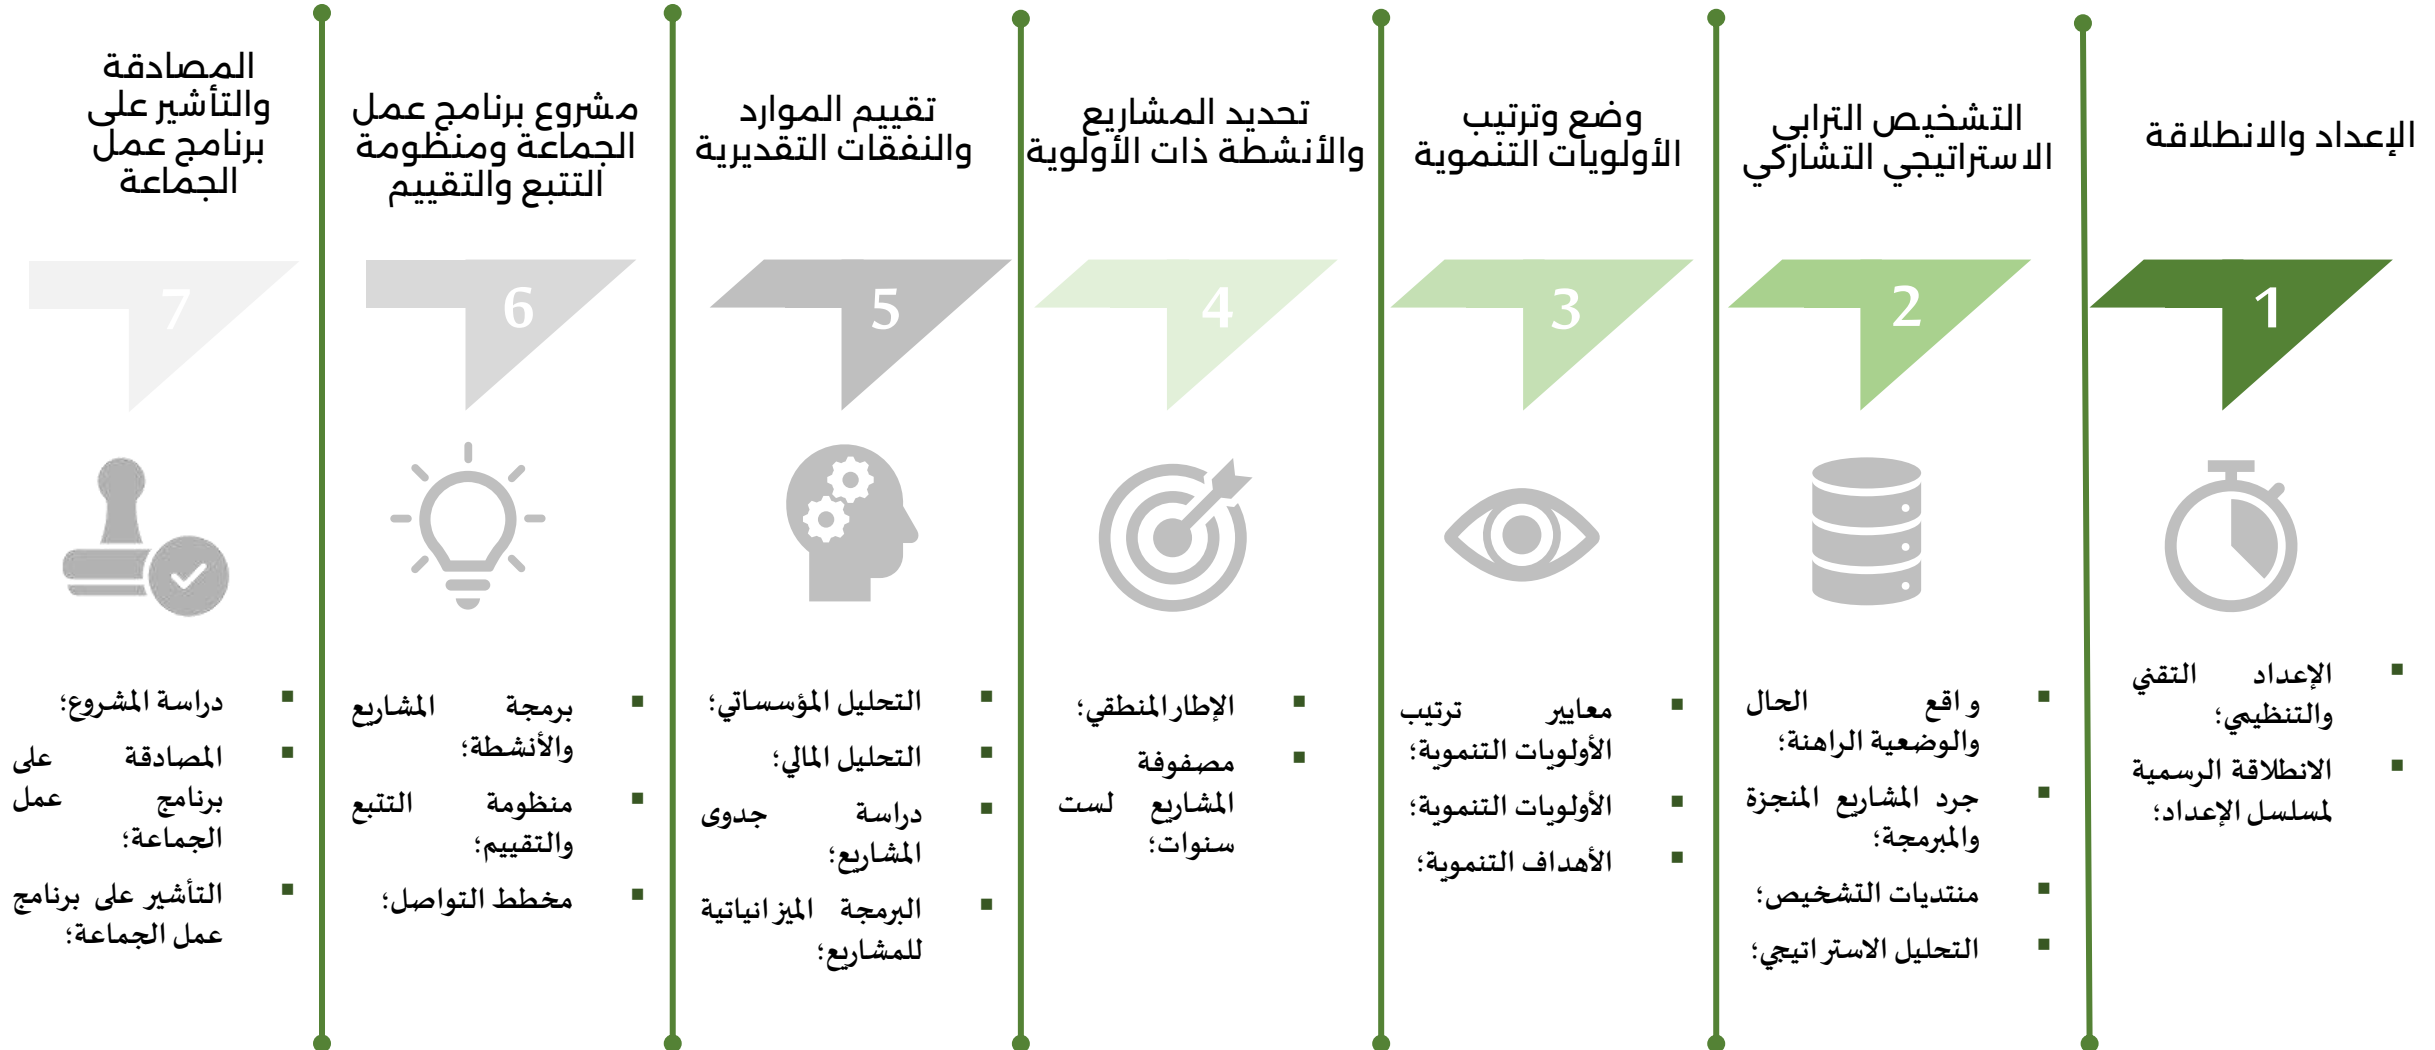 الإعداد والانطلاقة
1
الإعداد التقني
والتنظيمي؛
الانطلاقة الرسمية
لمسلسل الإعداد؛
التشخيص الترابي
الاستراتيجي التشاركي
2
واقع الحال
والوضعية الراهنة؛
جرد المشاريع المنجزة
والمبرمجة؛
منتديات التشخيص؛
التحليل الاستراتيجي؛
وضع وترتيب
الأولويات التنموية
3
معايير ترتيب
الأولويات التنموية؛
الأولويات التنموية؛
الأهداف التنموية؛
تحديد المشاريع
والأنشطة ذات الأولوية
4
الإطار المنطقي؛
مصفوفة
المشاريع لست
سنوات؛
تقييم الموارد
والنفقات التقديرية
5
التحليل المؤسساتي؛
التحليل المالي؛
دراسة جدوى
المشاريع؛
البرمجة الميزانياتية
للمشاريع؛
مشروع برنامج عمل
الجماعة ومنظومة
التتبع والتقييم
6
برمجة المشاريع
والأنشطة؛
منظومة التتبع
والتقييم؛
مخطط التواصل؛
المصادقة
والتأشير على
برنامج عمل
الجماعة
7
دراسة المشروع؛
المصادقة على
برنامج عمل
الجماعة؛
التأشير على برنامج
عمل الجماعة؛